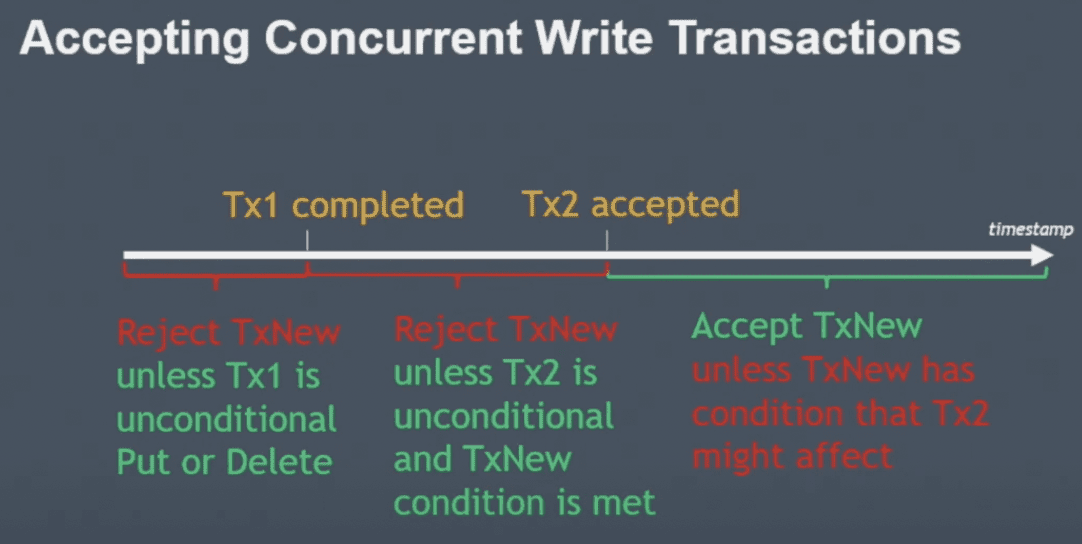 Accepting Concurrent Write Transactions
Tx1 completed
Tx2 accepted
timestamp
Reject TxNew
unless Tx1 is
unconditional
Put or Delete
Reject TxNew
unless Tx2 is
unconditional
and TxNew
condition is met
Accept TxNew
unless TxNew has
condition that Tx2
might affect